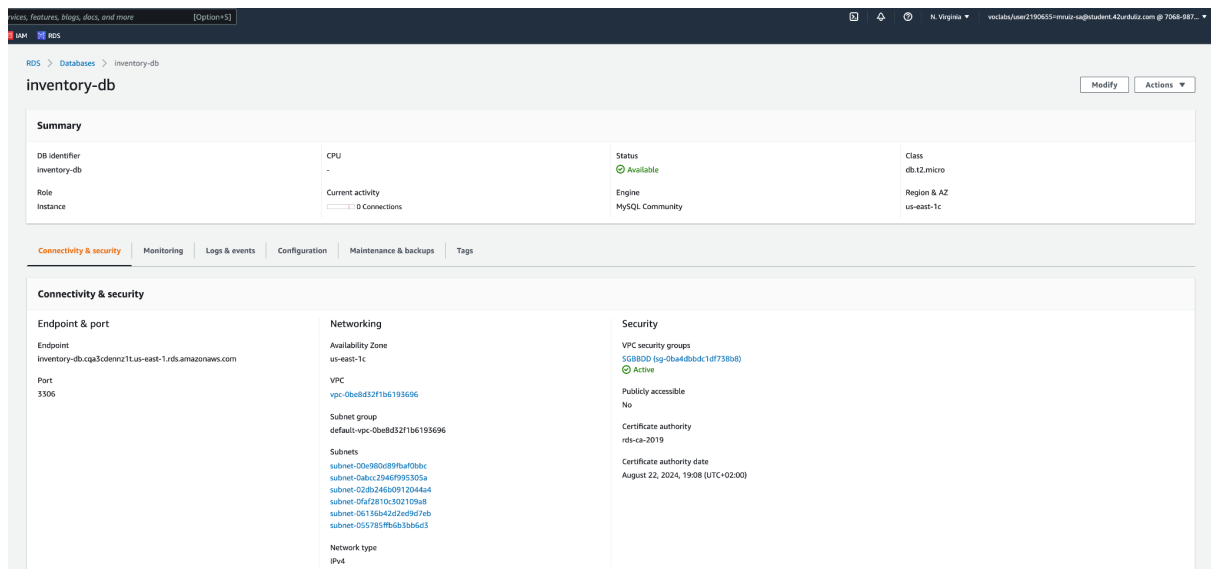 rvices, features, blogs, docs, and more [Option+S] N. Virginia ▼ voclabs/user2190655=mruiz-sa@student.42urduliz.com @ 7068-987... ▼
IAM RDS
RDS > Databases > inventory-db
inventory-db
Modify Actions ▼
Summary
DB identifier CPU Status Class
inventory-db - Available db.t2.micro
Role Current activity Engine Region & AZ
Instance 0 Connections MySQL Community us-east-1c
Connectivity & security Monitoring Logs & events Configuration Maintenance & backups Tags
Connectivity & security
Endpoint & port
Endpoint
inventory-db.cqa3cdennz1t.us-east-1.rds.amazonaws.com
Port
3306
Networking
Availability Zone
us-east-1c
VPC
vpc-0be8d32f1b6193696
Subnet group
default-vpc-0be8d32f1b6193696
Subnets
subnet-00e980d89fbaf0bbc
subnet-0abcc2946f995305a
subnet-02db246b0912044a4
subnet-0faf2810c302109a8
subnet-06136b42d2ed9d7eb
subnet-055785ffb6b3bb6d3
Network type
IPv4
Security
VPC security groups
SGBBDD (sg-0ba4dbbdc1df738b8)
Active
Publicly accessible
No
Certificate authority
rds-ca-2019
Certificate authority date
August 22, 2024, 19:08 (UTC+02:00)